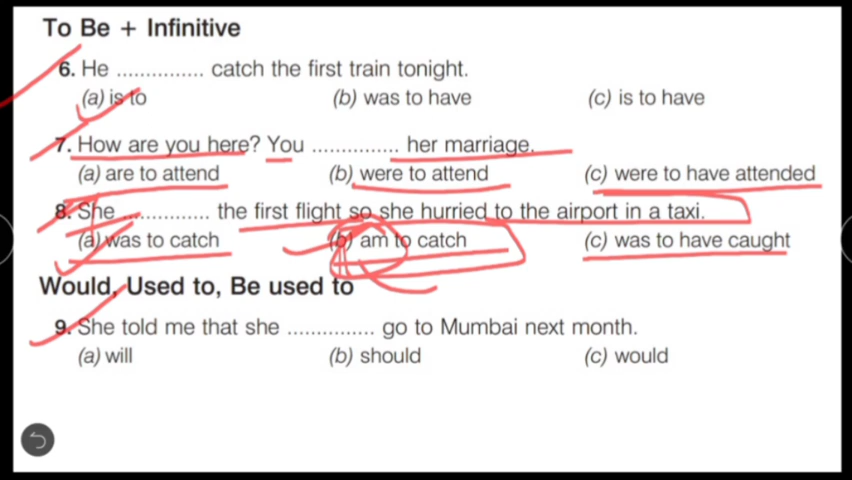 To Be + Infinitive
6. He ............... catch the first train tonight.
(a) is to (b) was to have (c) is to have
7. How are you here? You ............... her marriage.
(a) are to attend (b) were to attend (c) were to have attended
8. She ............... the first flight so she hurried to the airport in a taxi.
(a) was to catch (b) am to catch (c) was to have caught
Would, Used to, Be used to
9. She told me that she ............... go to Mumbai next month.
(a) will (b) should (c) would